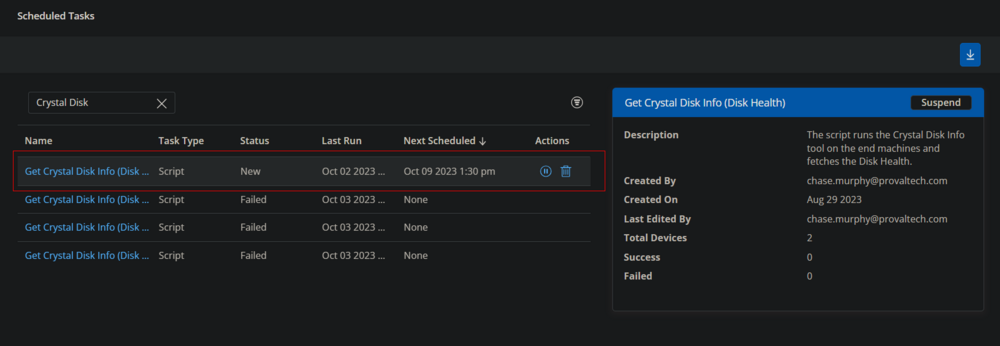 Scheduled Tasks
Crystal Disk
Name Task Type Status Last Run Next Scheduled Actions
Get Crystal Disk Info (Disk ... Script New Oct 02 2023 ... Oct 09 2023 1:30 pm
Get Crystal Disk Info (Disk ... Script Failed Oct 03 2023 ... None
Get Crystal Disk Info (Disk ... Script Failed Oct 03 2023 ... None
Get Crystal Disk Info (Disk ... Script Failed Oct 03 2023 ... None
Get Crystal Disk Info (Disk Health) Suspend
Description The script runs the Crystal Disk Info
tool on the end machines and
fetches the Disk Health.
Created By chase.murphy@provaltech.com
Created On Aug 29 2023
Last Edited By chase.murphy@provaltech.com
Total Devices 2
Success 0
Failed 0